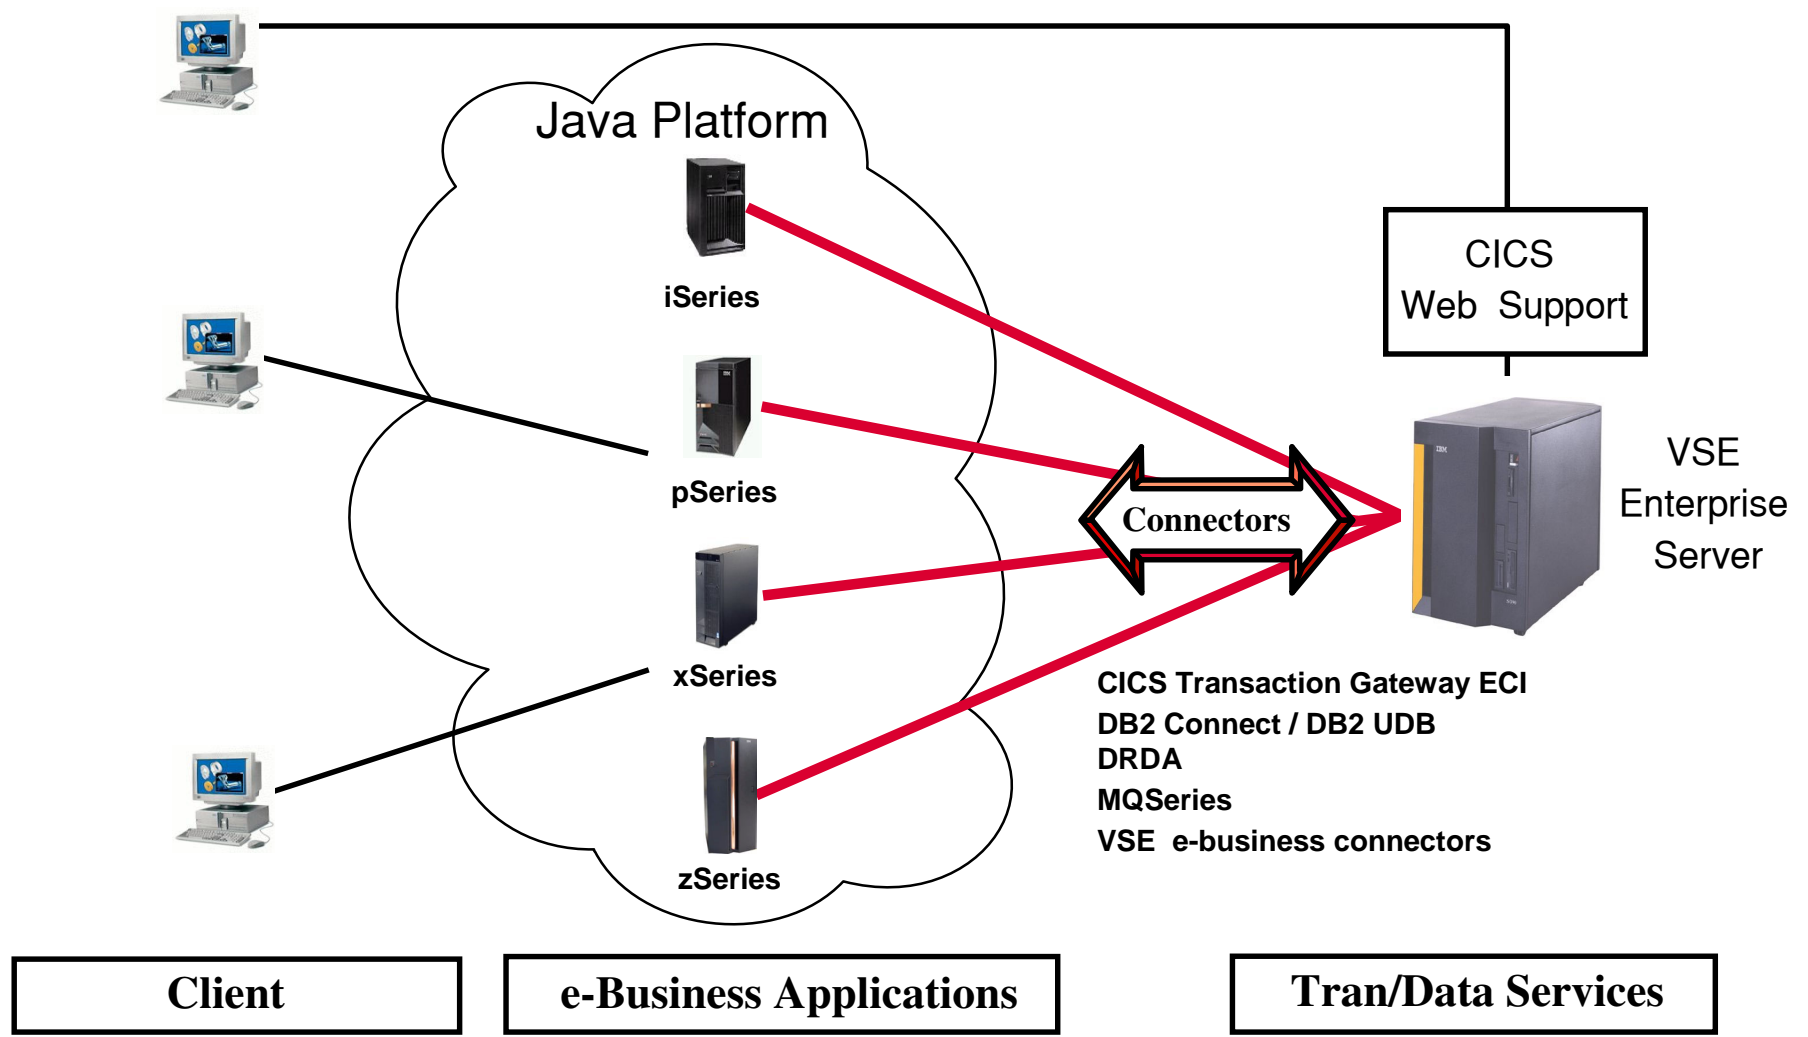 Java Platform
iSeries
pSeries
xSeries
zSeries
Connectors
CICS
Web Support
VSE
Enterprise
Server
IBM
CICS Transaction Gateway ECI
DB2 Connect / DB2 UDB
DRDA
MQSeries
VSE e-business connectors
Client
e-Business Applications
Tran/Data Services